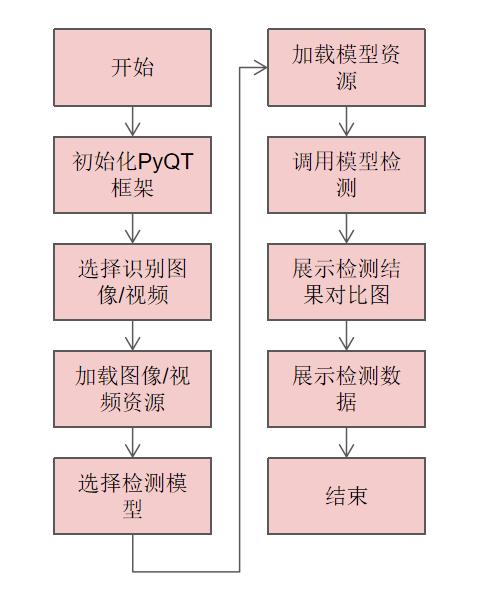 开始
初始化PyQT
框架
选择识别图
像/视频
加载图像/视
频资源
选择检测模
型
加载模型资
源
调用模型检
测
展示检测结
果对比图
展示检测数
据
结束